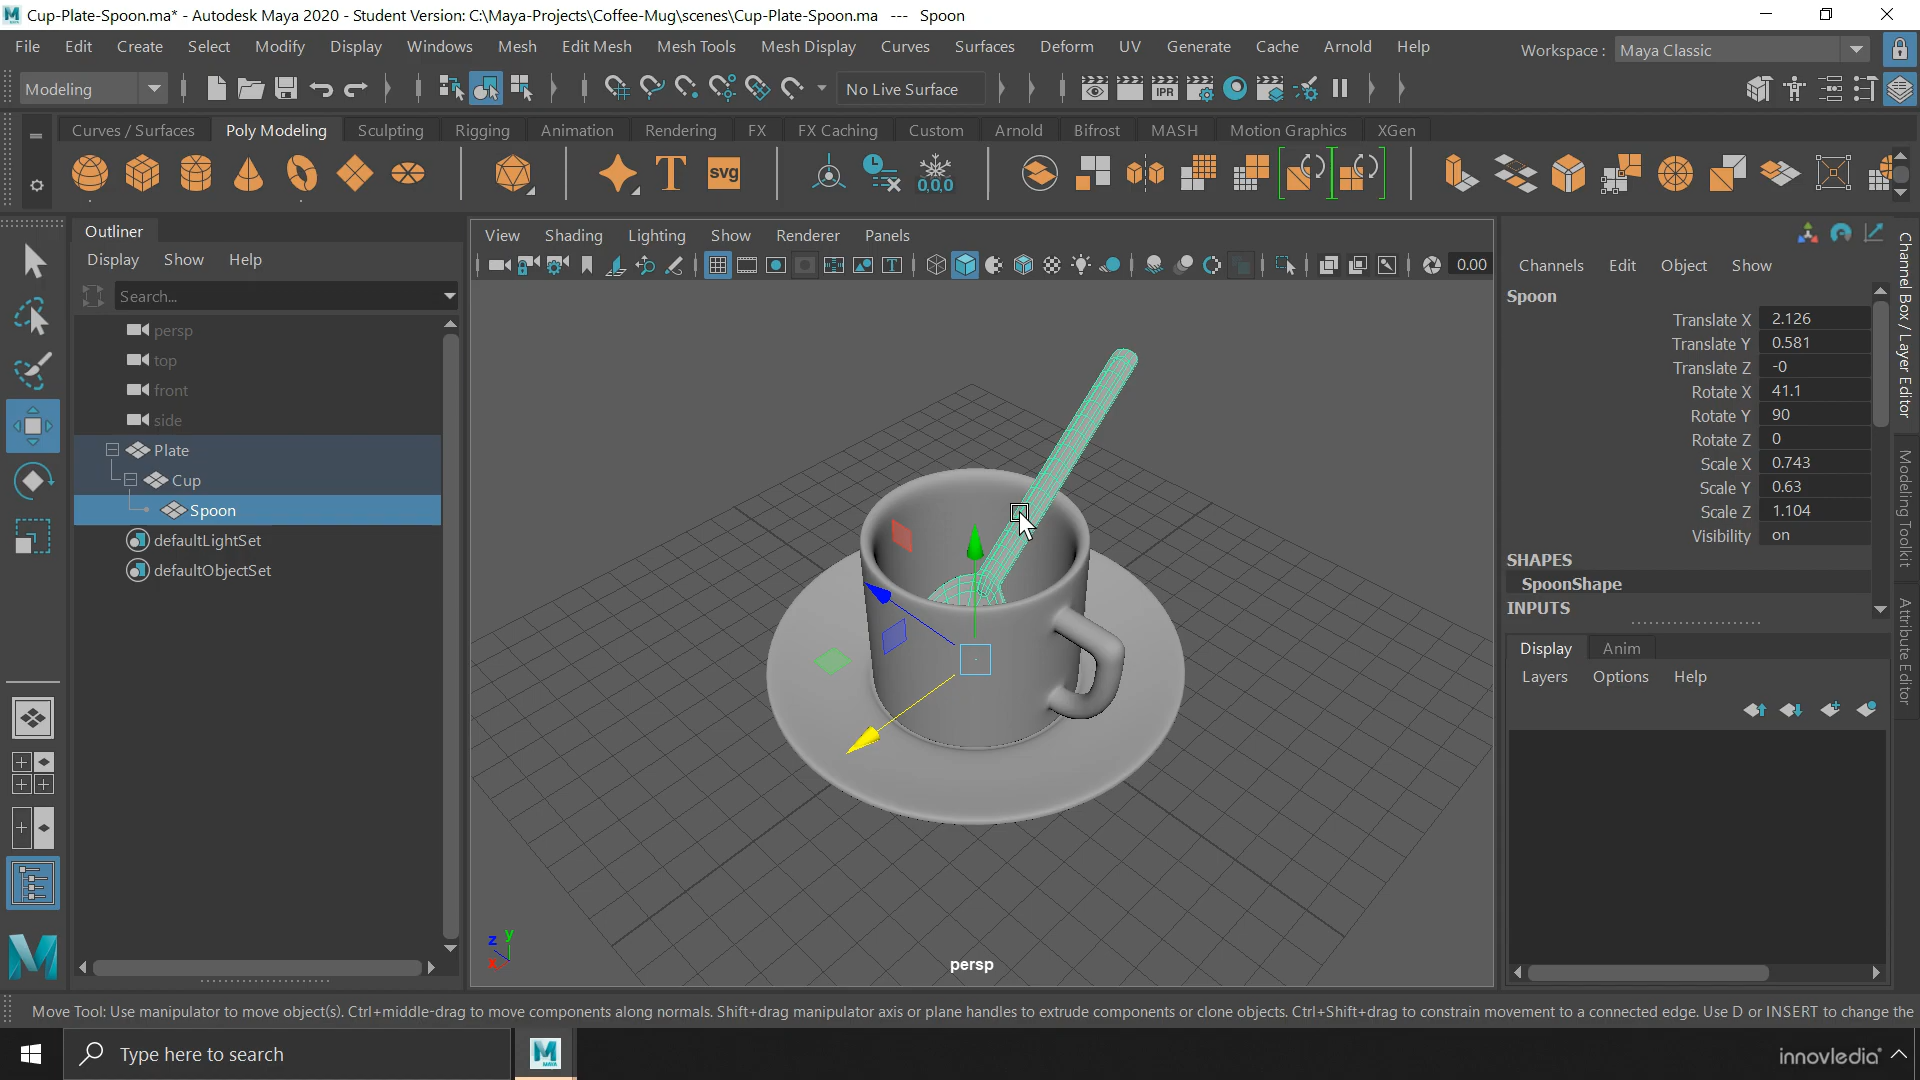 Cup-Plate-Spoon.ma* - Autodesk Maya 2020 - Student Version: C:\Maya-Projects\Coffee-Mug\scenes\Cup-Plate-Spoon.ma --- Spoon
File Edit Create Select Modify Display Windows Mesh Edit Mesh Mesh Tools Mesh Display Curves Surfaces Deform UV Generate Cache Arnold Help Workspace : Maya Classic
Modeling No Live Surface IPR
Curves / Surfaces Poly Modeling Sculpting Rigging Animation Rendering FX FX Caching Custom Arnold Bifrost MASH Motion Graphics XGen
T svg 0,0,0
Outliner
Display Show Help
Search...
persp
top
front
side
Plate
Cup
Spoon
defaultLightSet
defaultObjectSet
View Shading Lighting Show Renderer Panels
0.00
z y
x
persp
Channels Edit Object Show
Spoon
Translate X 2.126
Translate Y 0.581
Translate Z -0
Rotate X 41.1
Rotate Y 90
Rotate Z 0
Scale X 0.743
Scale Y 0.63
Scale Z 1.104
Visibility on
SHAPES
SpoonShape
INPUTS
Display Anim
Layers Options Help
Channel Box / Layer Editor
Modeling Toolkit
Attribute Editor
M
Move Tool: Use manipulator to move object(s). Ctrl+middle-drag to move components along normals. Shift+drag manipulator axis or plane handles to extrude components or clone objects. Ctrl+Shift+drag to constrain movement to a connected edge. Use D or INSERT to change the
Type here to search
innovledia